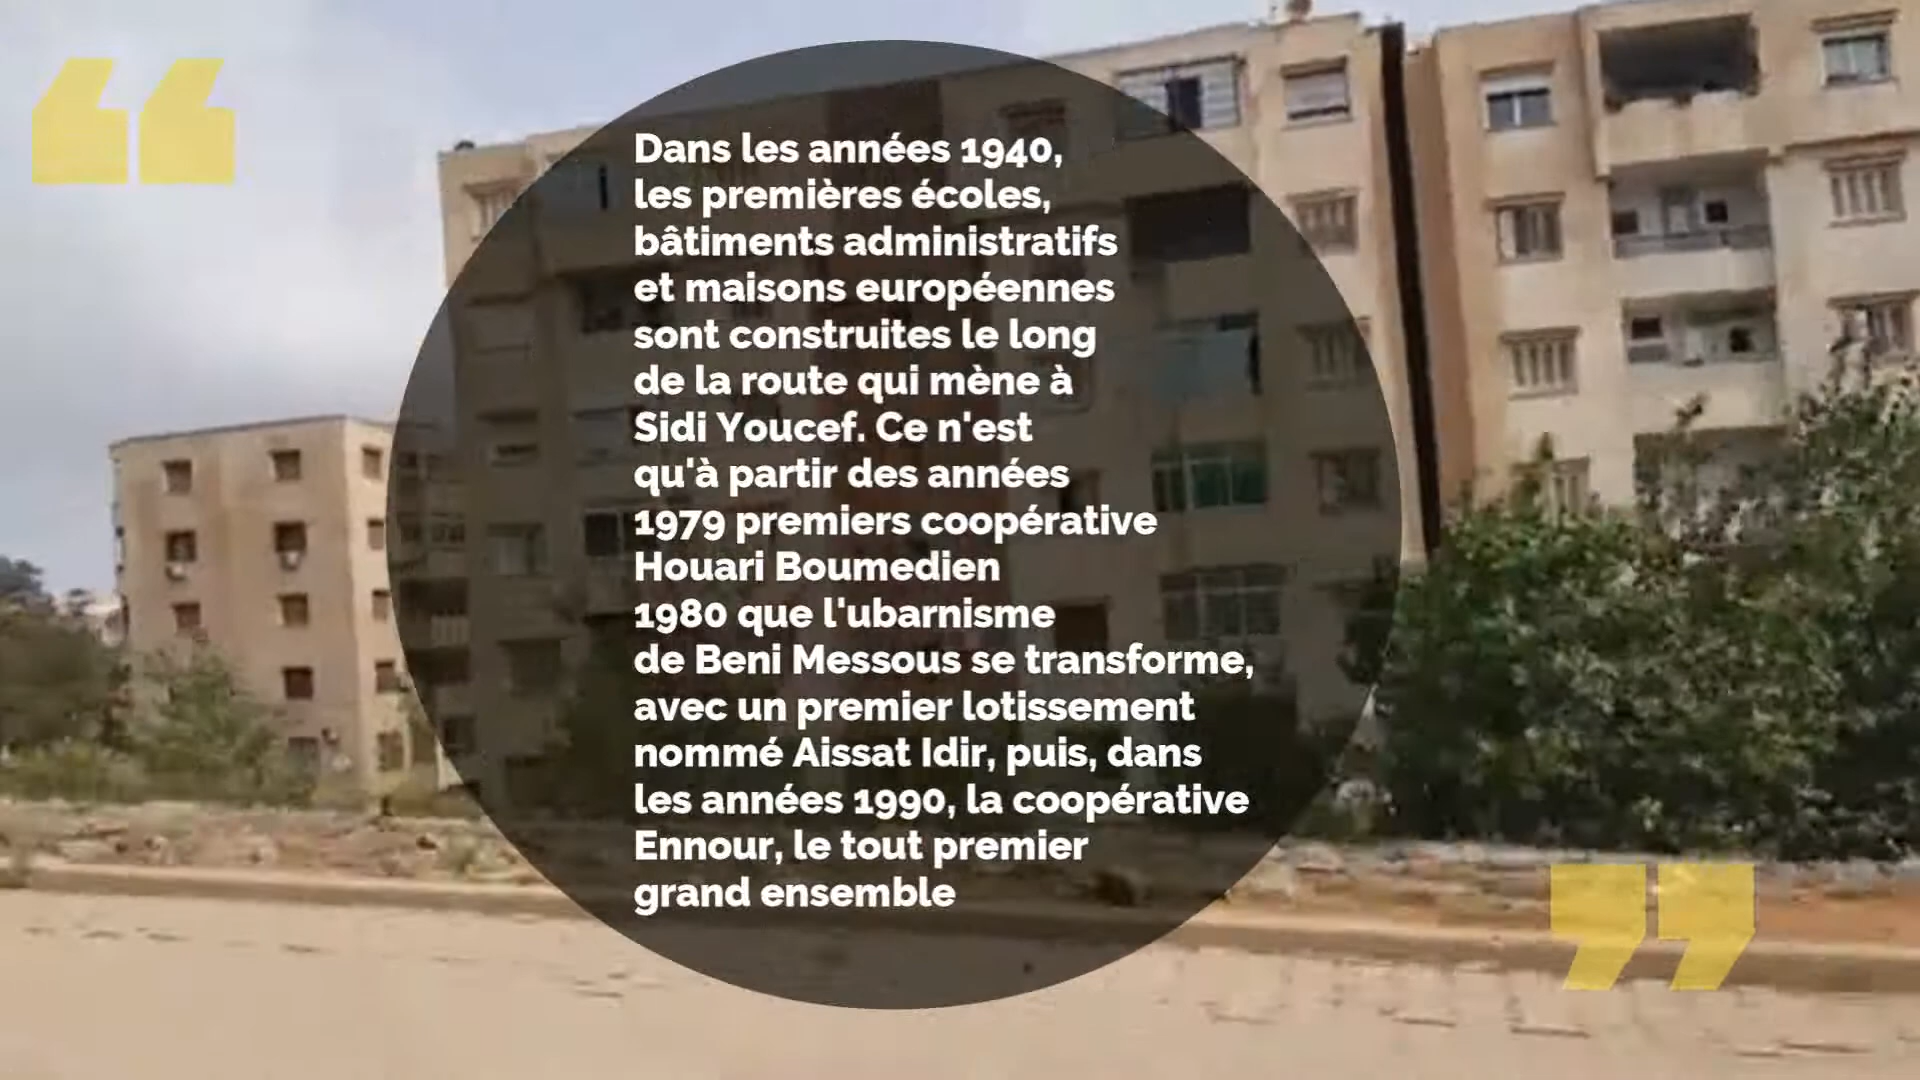 Dans les années 1940,
les premières écoles,
bâtiments administratifs
et maisons européennes
sont construites le long
de la route qui mène à
Sidi Youcef. Ce n'est
qu'à partir des années
1979 premiers coopérative
Houari Boumedien
1980 que l'ubarnisme
de Beni Messous se transforme,
avec un premier lotissement
nommé Aissat Idir, puis, dans
les années 1990, la coopérative
Ennour, le tout premier
grand ensemble